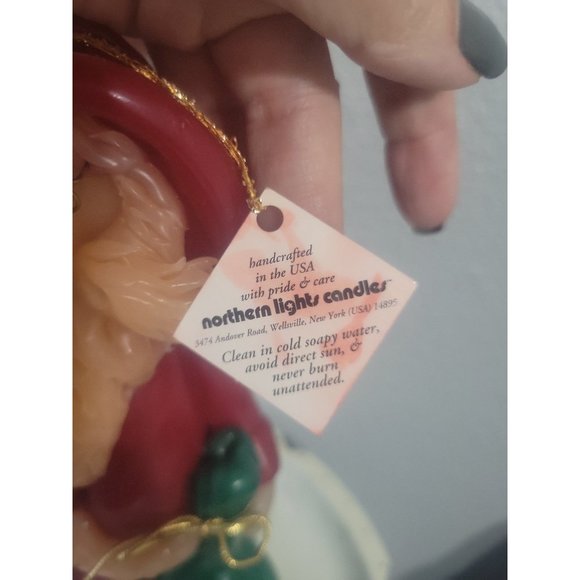 handcrafted
in the USA
with pride & care
northern lights candles™
3474 Andover Road, Wellsville, New York (USA) 14895
Clean in cold soapy water,
avoid direct sun, &
never burn
unattended.